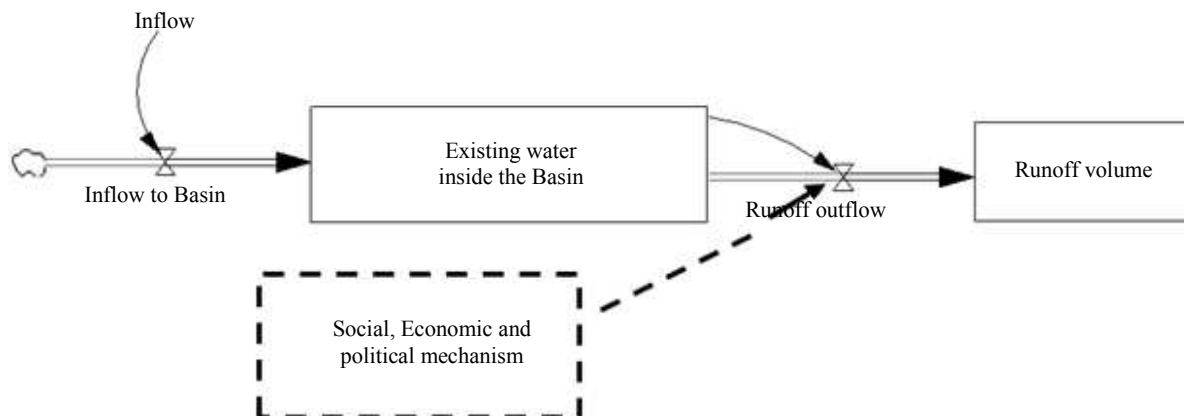 Inflow
Inflow to Basin
Existing water
inside the Basin
Runoff outflow
Runoff volume
Social, Economic and
political mechanism